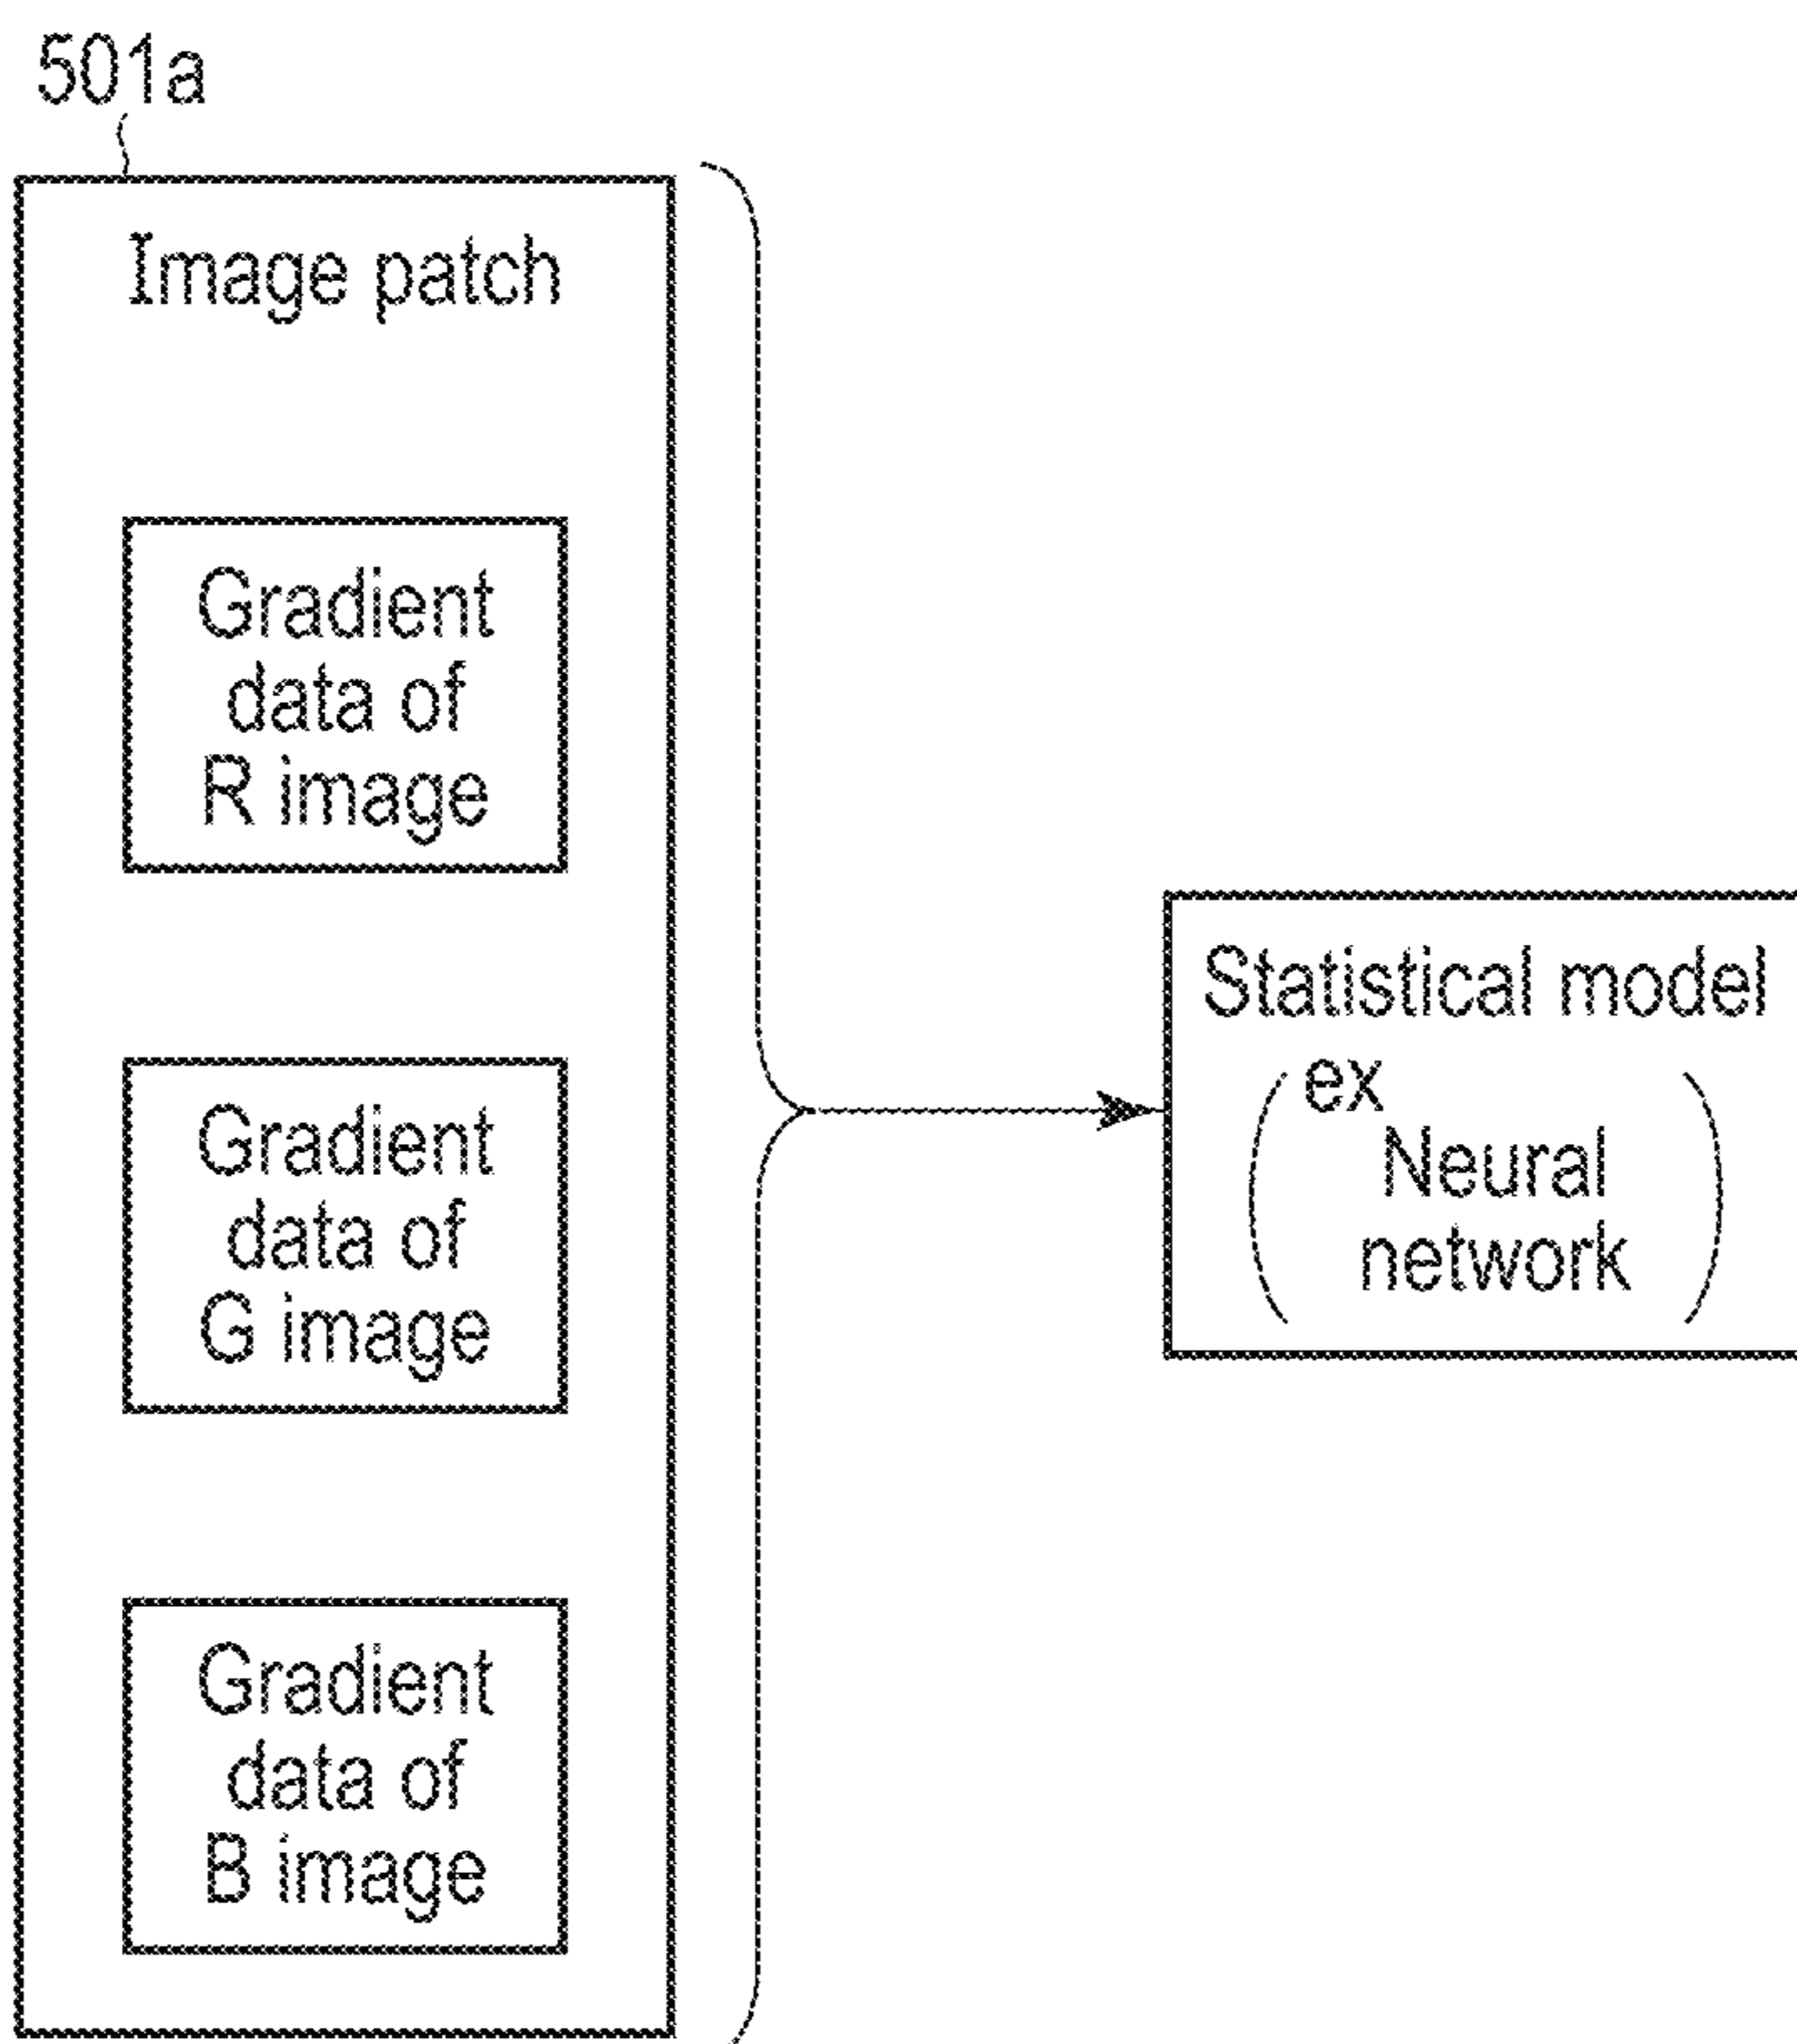 501a
Image patch
Gradient
data of
R image
Gradient
data of
G image
Gradient
data of
B image
Statistical model
ex
Neural
network